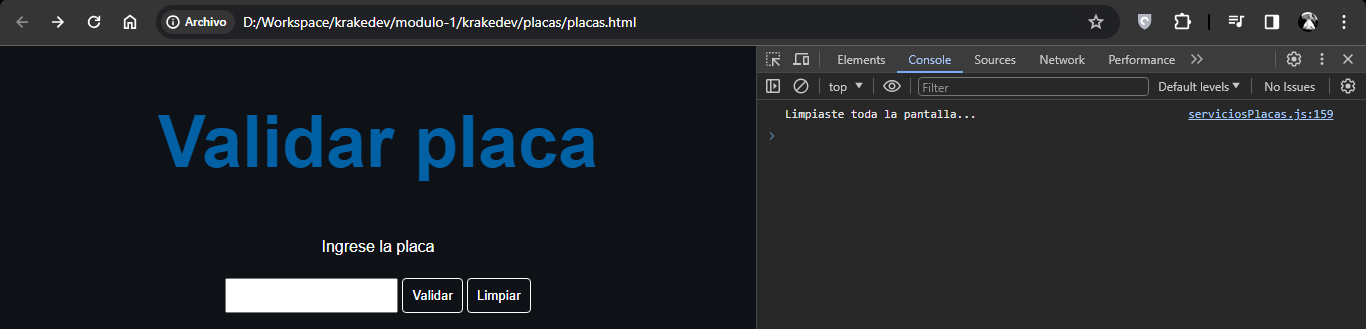 Archivo D:/Workspace/krakedev/modulo-1/krakedev/placas/placas.html
Elements Console Sources Network Performance
top Filter Default levels No Issues
Limpiaste toda la pantalla... serviciosPlacas.js:159
Validar placa
Ingrese la placa
Validar Limpiar